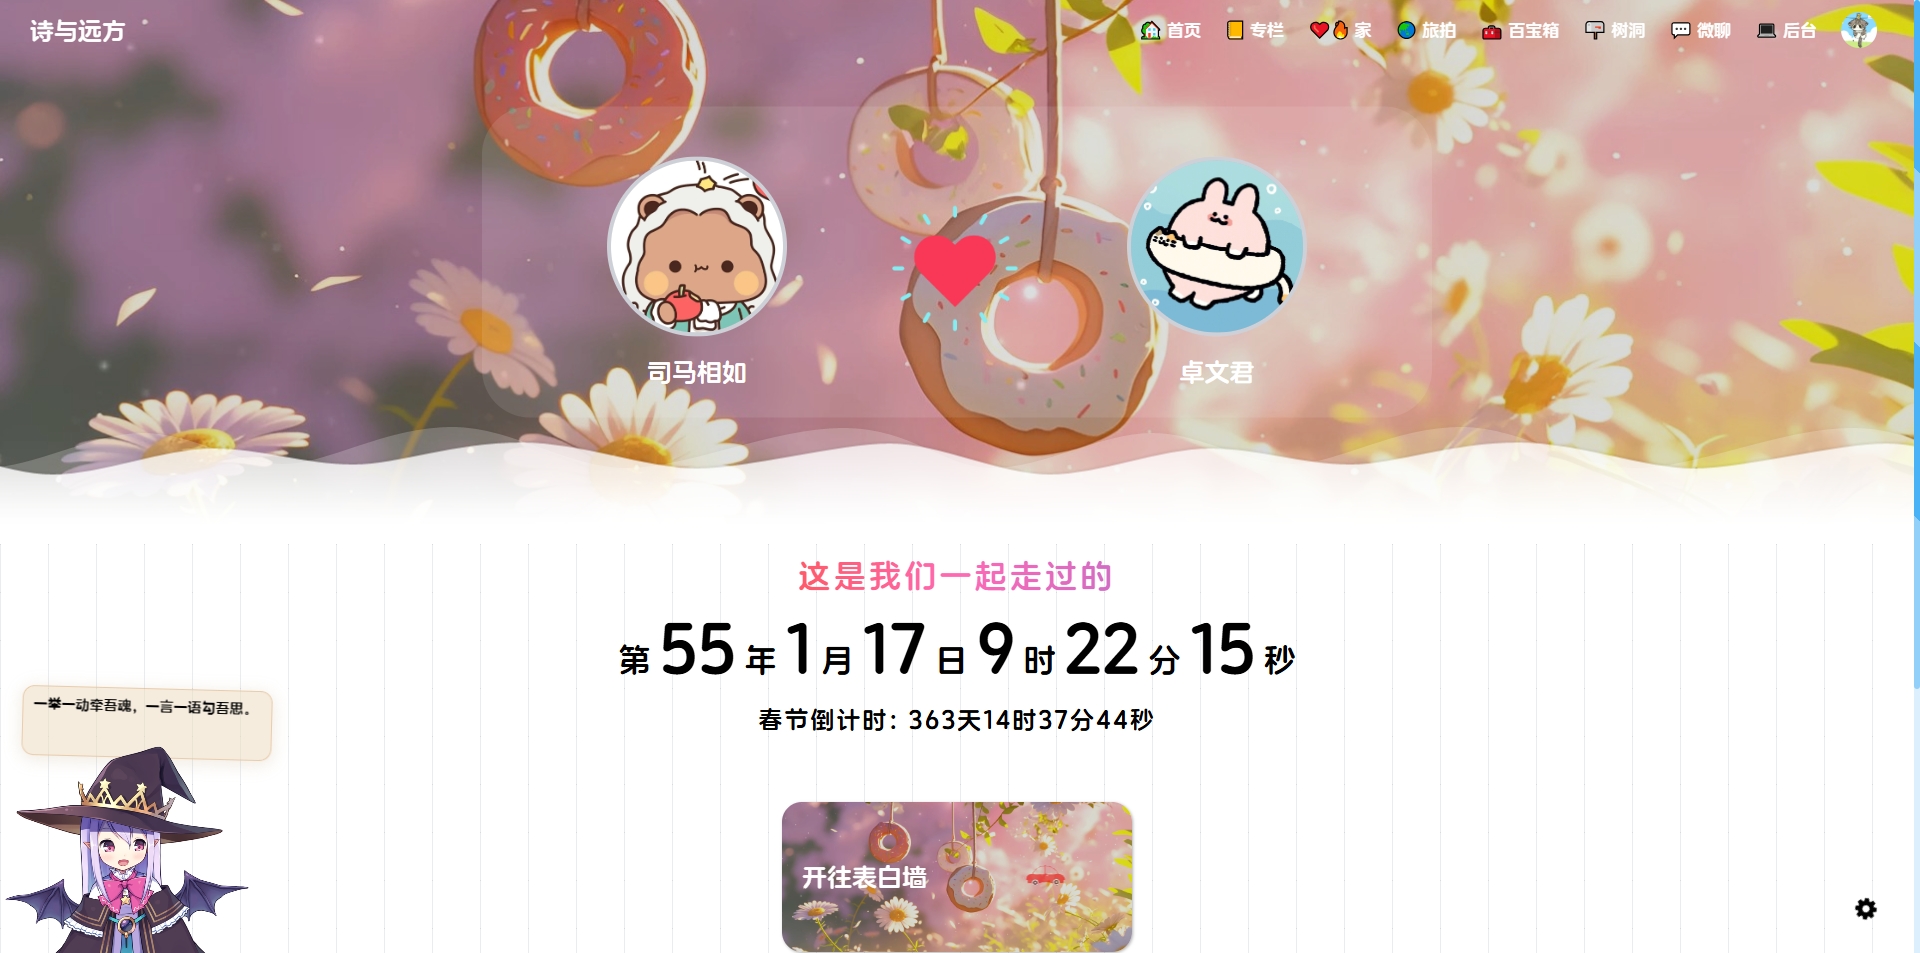 诗与远方
首页 专栏 家 旅拍 百宝箱 树洞 微聊 后台
司马相如
卓文君
这是我们一起走过的
第 55 年 1 月 17 日 9 时 22 分 15 秒
春节倒计时: 363天14时37分44秒
一举一动牵吾魂，一言一语勾吾思。
开往表白墙